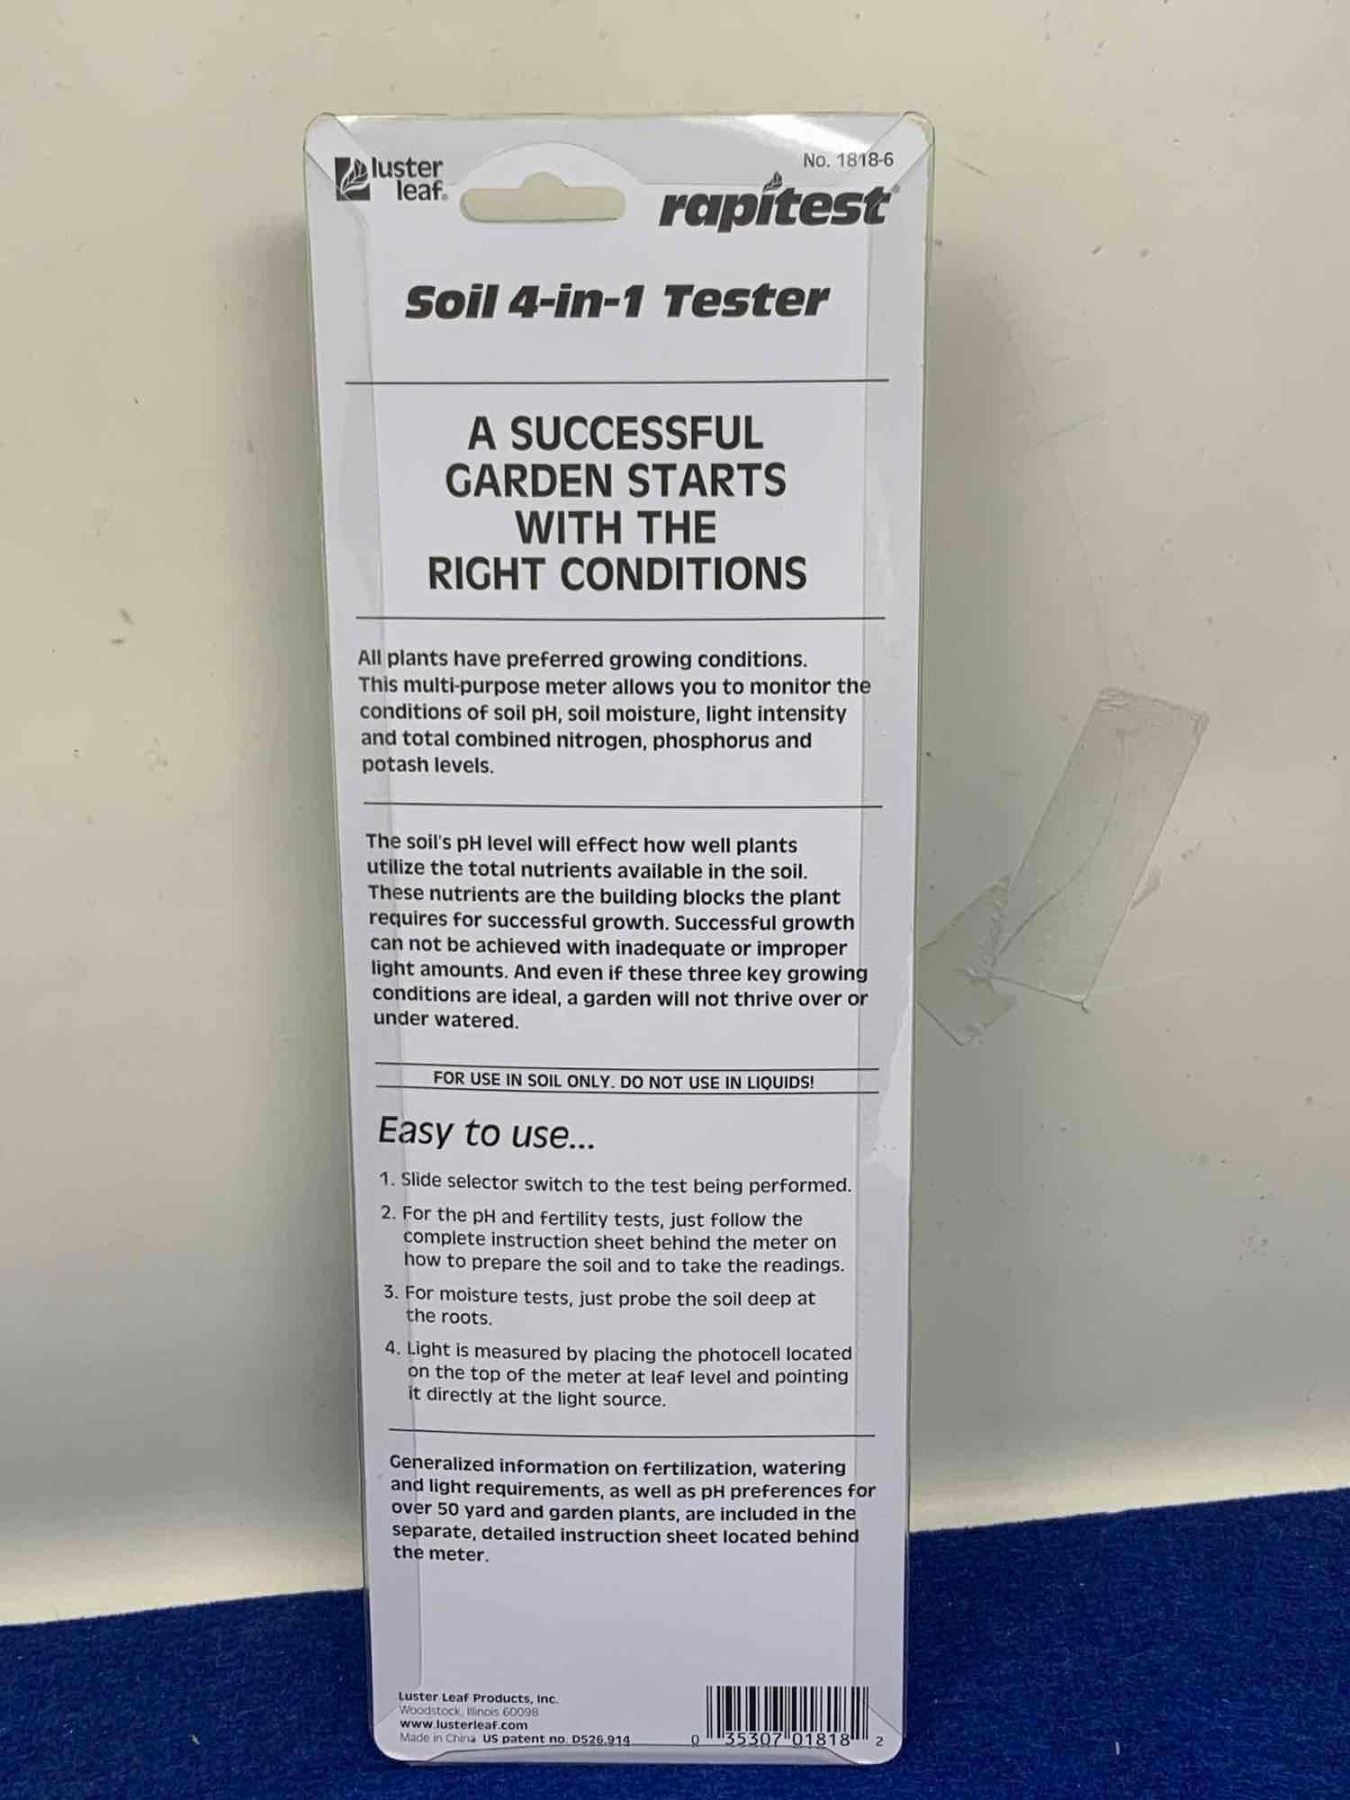 luster
leaf.
No. 1818-6
rapitest®
Soil 4-in-1 Tester
A SUCCESSFUL
GARDEN STARTS
WITH THE
RIGHT CONDITIONS
All plants have preferred growing conditions.
This multi-purpose meter allows you to monitor the
conditions of soil pH, soil moisture, light intensity
and total combined nitrogen, phosphorus and
potash levels.
The soil's pH level will effect how well plants
utilize the total nutrients available in the soil.
These nutrients are the building blocks the plant
requires for successful growth. Successful growth
can not be achieved with inadequate or improper
light amounts. And even if these three key growing
conditions are ideal, a garden will not thrive over or
under watered.
FOR USE IN SOIL ONLY. DO NOT USE IN LIQUIDS!
Easy to use...
1. Slide selector switch to the test being performed.
2. For the pH and fertility tests, just follow the
complete instruction sheet behind the meter on
how to prepare the soil and to take the readings.
3. For moisture tests, just probe the soil deep at
the roots.
4. Light is measured by placing the photocell located
on the top of the meter at leaf level and pointing
it directly at the light source.
Generalized information on fertilization, watering
and light requirements, as well as pH preferences for
over 50 yard and garden plants, are included in the
separate, detailed instruction sheet located behind
the meter.
Luster Leaf Products, Inc.
Woodstock, Illinois 60098
www.lusterleaf.com
Made in China US patent no. D526,914
0 35307 01818 2